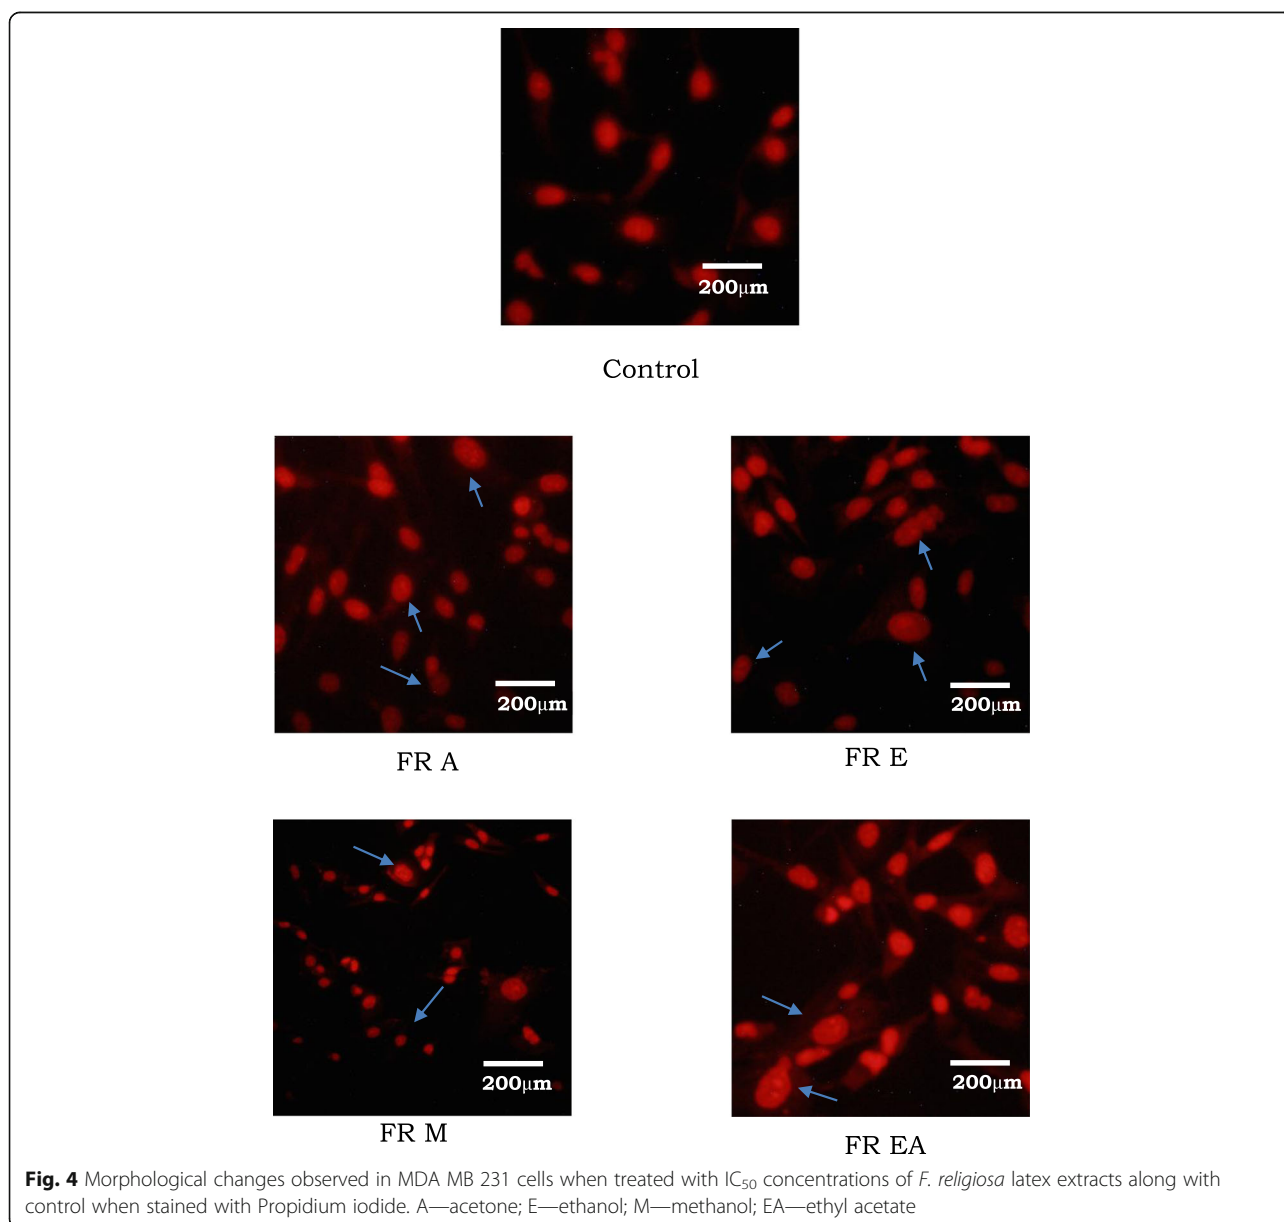 200μm
Control
200μm
200μm
FR A
FR E
200μm
200μm
FR M
FR EA
Fig. 4 Morphological changes observed in MDA MB 231 cells when treated with IC50 concentrations of F. religiosa latex extracts along with
control when stained with Propidium iodide. A—acetone; E—ethanol; M—methanol; EA—ethyl acetate